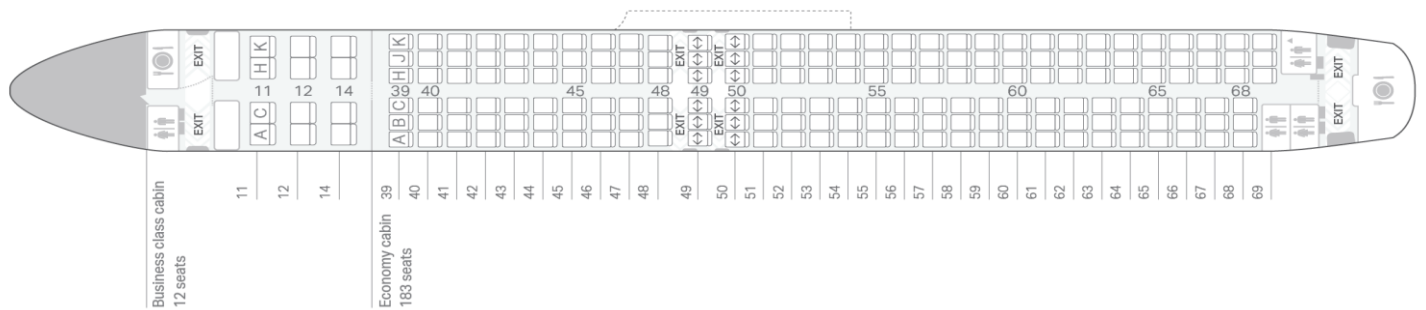 EXIT EXIT EXIT EXIT
K K
H J
H
11 12 14 39 40 45 48 49 50 55 60 65 68
C C
A B
A
EXIT EXIT EXIT EXIT
11 12 14 39 40 41 42 43 44 45 46 47 48 49 50 51 52 53 54 55 56 57 58 59 60 61 62 63 64 65 66 67 68 69
Business class cabin
12 seats
Economy cabin
183 seats